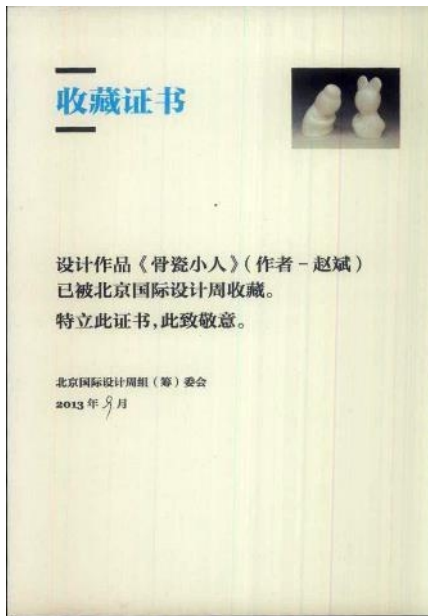 收藏证书
设计作品《骨瓷小人》(作者-赵斌)
已被北京国际设计周收藏。
特立此证书,此致敬意。
北京国际设计周组(筹)委会
2013年9月